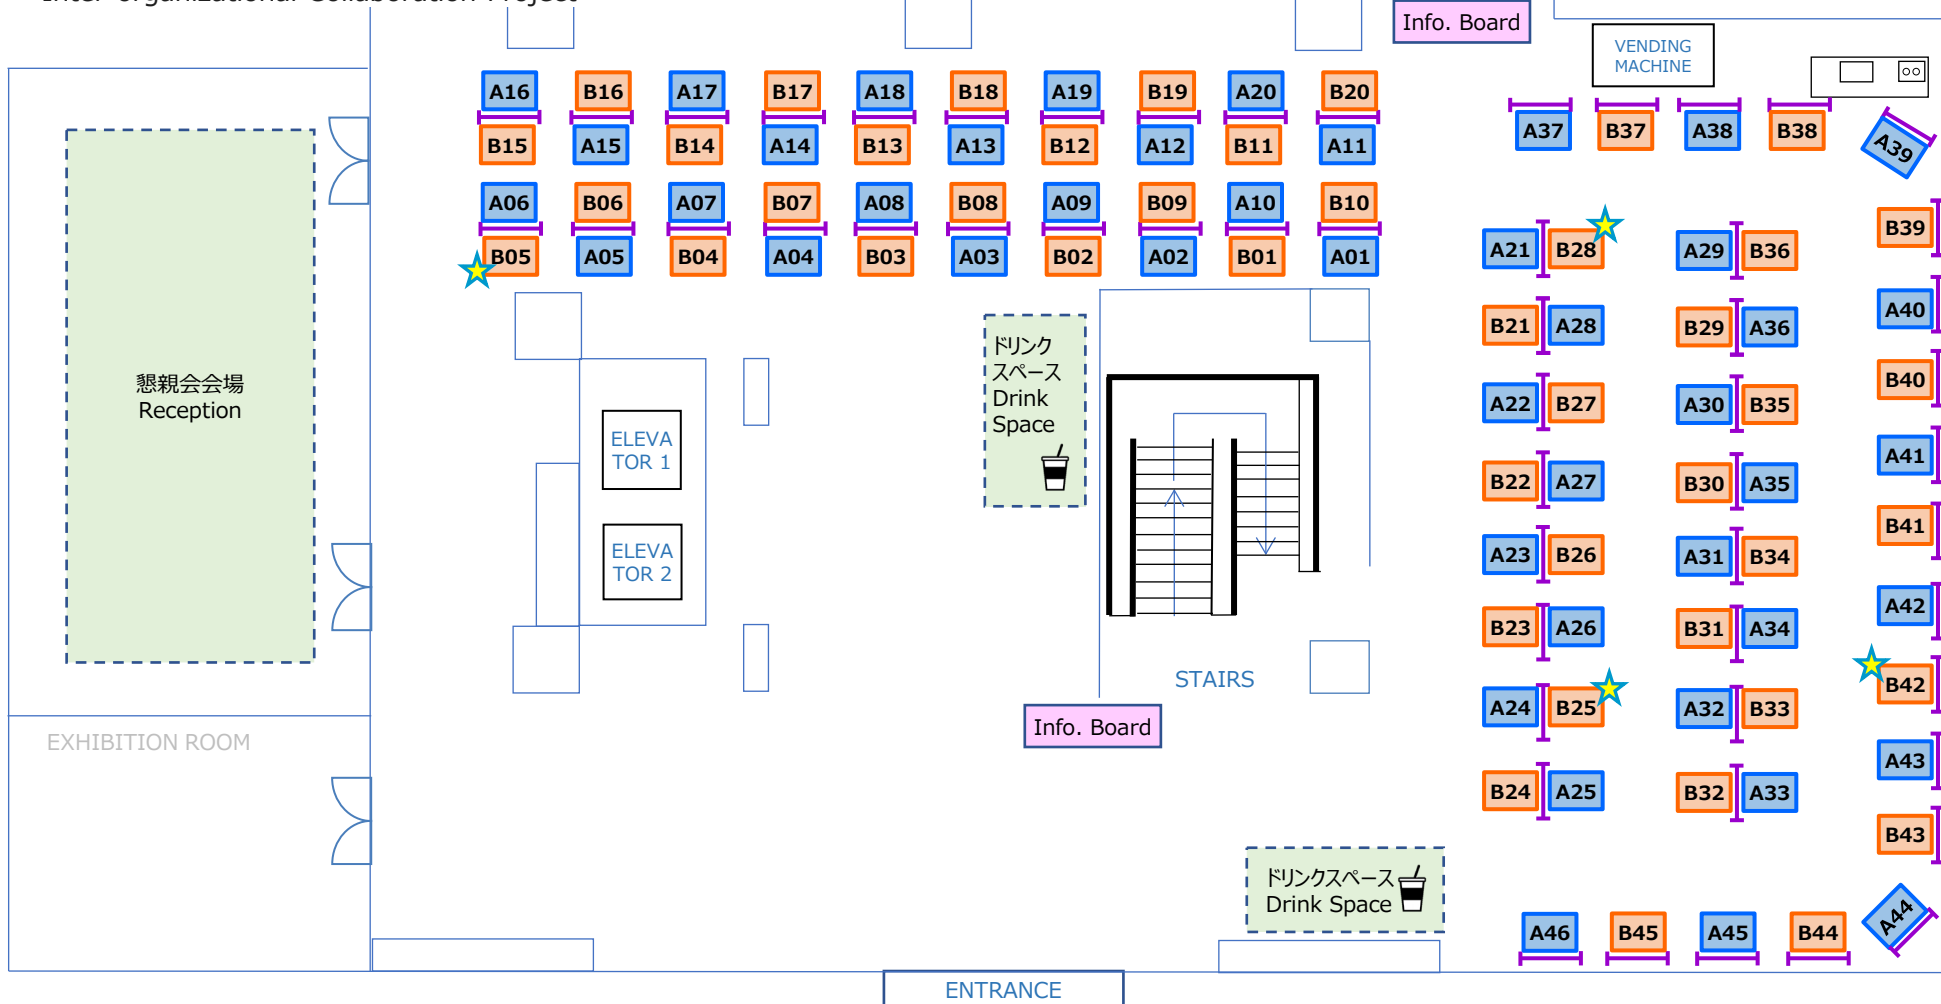 Inter-organizational Collaboration Project
Info. Board
VENDING
MACHINE
A16 B16 A17 B17 A18 B18 A19 B19 A20 B20
B15 A15 B14 A14 B13 A13 B12 A12 B11 A11
A06 B06 A07 B07 A08 B08 A09 B09 A10 B10
B05 A05 B04 A04 B03 A03 B02 A02 B01 A01
A37 B37 A38 B38 A39
A21 B28 A29 B36 B39
B21 A28 B29 A36 A40
A22 B27 A30 B35 B40
B22 A27 B30 A35 A41
A23 B26 A31 B34 B41
B23 A26 B31 A34 A42
A24 B25 A32 B33 B42
B24 A25 B32 A33 A43
B43
A46 B45 A45 B44 A44
懇親会会場
Reception
ELEVA
TOR 1
ELEVA
TOR 2
ドリンク
スペース
Drink
Space
STAIRS
Info. Board
EXHIBITION ROOM
ドリンクスペース
Drink Space
ENTRANCE